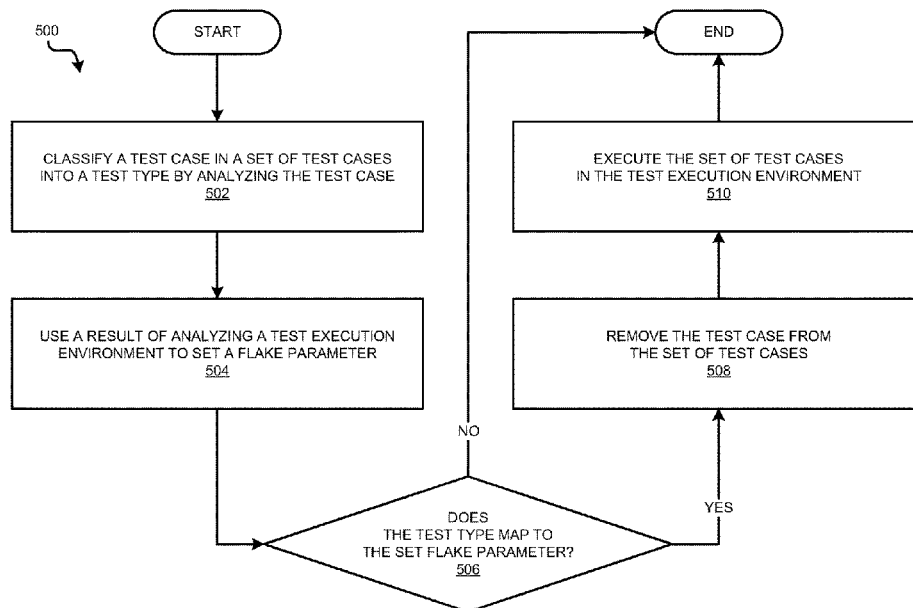 500
START
CLASSIFY A TEST CASE IN A SET OF TEST CASES
INTO A TEST TYPE BY ANALYZING THE TEST CASE
502
USE A RESULT OF ANALYZING A TEST EXECUTION
ENVIRONMENT TO SET A FLAKE PARAMETER
504
DOES
THE TEST TYPE MAP TO
THE SET FLAKE PARAMETER?
506
NO
YES
REMOVE THE TEST CASE FROM
THE SET OF TEST CASES
508
EXECUTE THE SET OF TEST CASES
IN THE TEST EXECUTION ENVIRONMENT
510
END